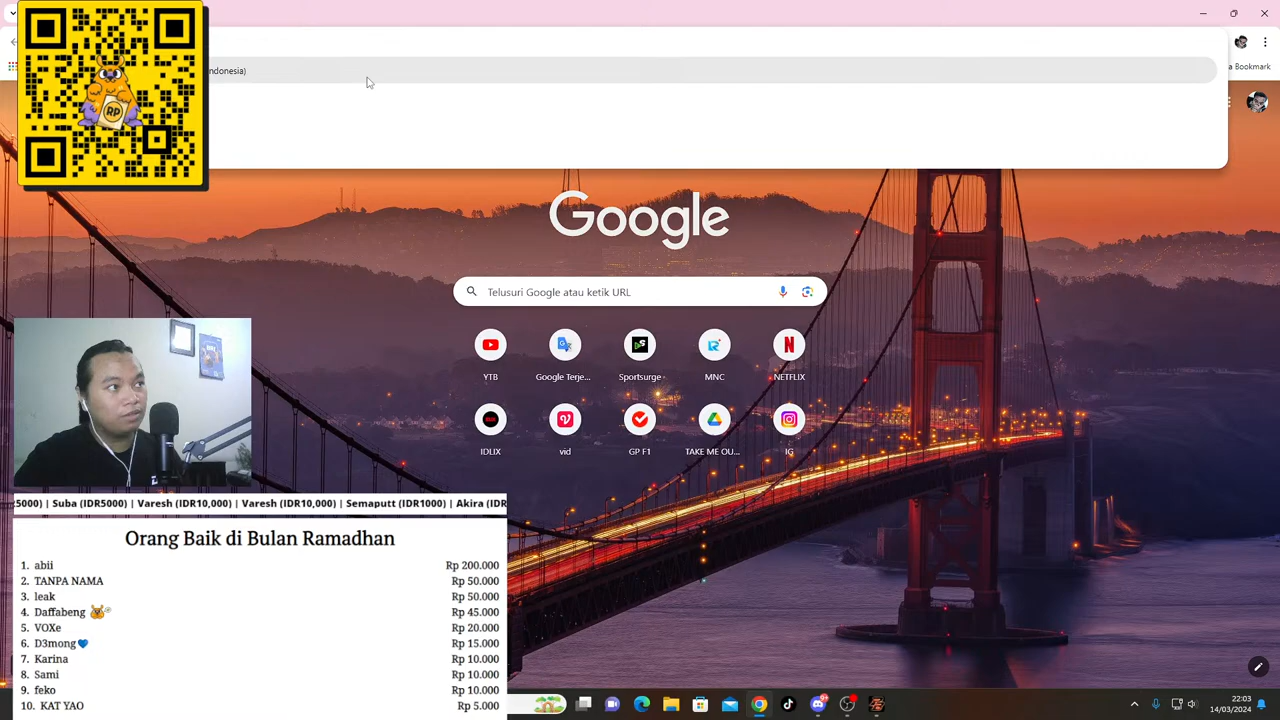 ndonesia)
a Bookmark
RP
Google
Telusuri Google atau ketik URL
YTB
Google Terje...
Sportsurge
MNC
NETFLIX
IDLIX
vid
GP F1
TAKE ME OU...
IG
5000) | Suba (IDR5000) | Varesh (IDR10,000) | Varesh (IDR10,000) | Semaputt (IDR1000) | Akira (IDR
Orang Baik di Bulan Ramadhan
1. abii Rp 200.000
2. TANPA NAMA Rp 50.000
3. leak Rp 50.000
4. Daffabeng Rp 45.000
5. VOXe Rp 20.000
6. D3mong💙 Rp 15.000
7. Karina Rp 10.000
8. Sami Rp 10.000
9. feko Rp 10.000
10. KAT YAO Rp 5.000
22:03
14/03/2024